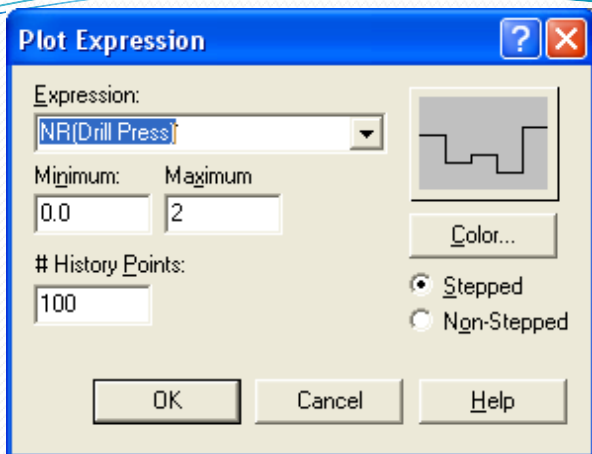 Plot Expression
Expression:
NR(Drill Press)
Minimum: Maximum
0.0 2
Color...
# History Points:
100
Stepped
Non-Stepped
OK Cancel Help